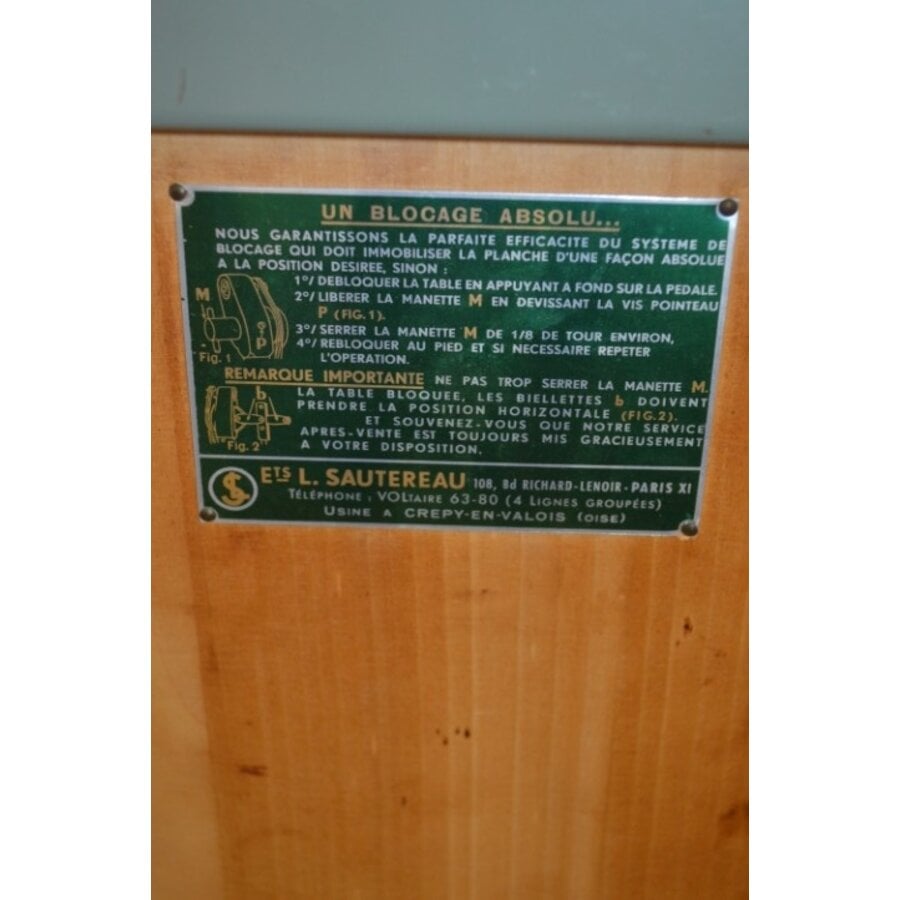 UN BLOCAGE ABSOLU...
NOUS GARANTISSONS LA PARFAITE EFFICACITE DU SYSTEME DE
BLOCAGE QUI DOIT IMMOBILISER LA PLANCHE D'UNE FAÇON ABSOLUE
A LA POSITION DESIREE, SINON :
1°/ DEBLOQUER LA TABLE EN APPUYANT A FOND SUR LA PEDALE.
2°/ LIBERER LA MANETTE M EN DEVISSANT LA VIS POINTEAU
P (FIG. 1).
3°/ SERRER LA MANETTE M DE 1/8 DE TOUR ENVIRON,
4°/ REBLOQUER AU PIED ET SI NECESSAIRE REPETER
L'OPERATION.
M
P
Fig. 1
REMARQUE IMPORTANTE NE PAS TROP SERRER LA MANETTE M.
LA TABLE BLOQUEE, LES BIELLETTES b DOIVENT
PRENDRE LA POSITION HORIZONTALE (FIG.2).
ET SOUVENEZ-VOUS QUE NOTRE SERVICE
APRES-VENTE EST TOUJOURS MIS GRACIEUSEMENT
A VOTRE DISPOSITION.
b
Fig. 2
SL
ETS L. SAUTEREAU 108, Bd RICHARD-LENOIR - PARIS XI
TÉLÉPHONE : VOLTAIRE 63-80 (4 LIGNES GROUPÉES)
USINE A CREPY-EN-VALOIS (OISE)